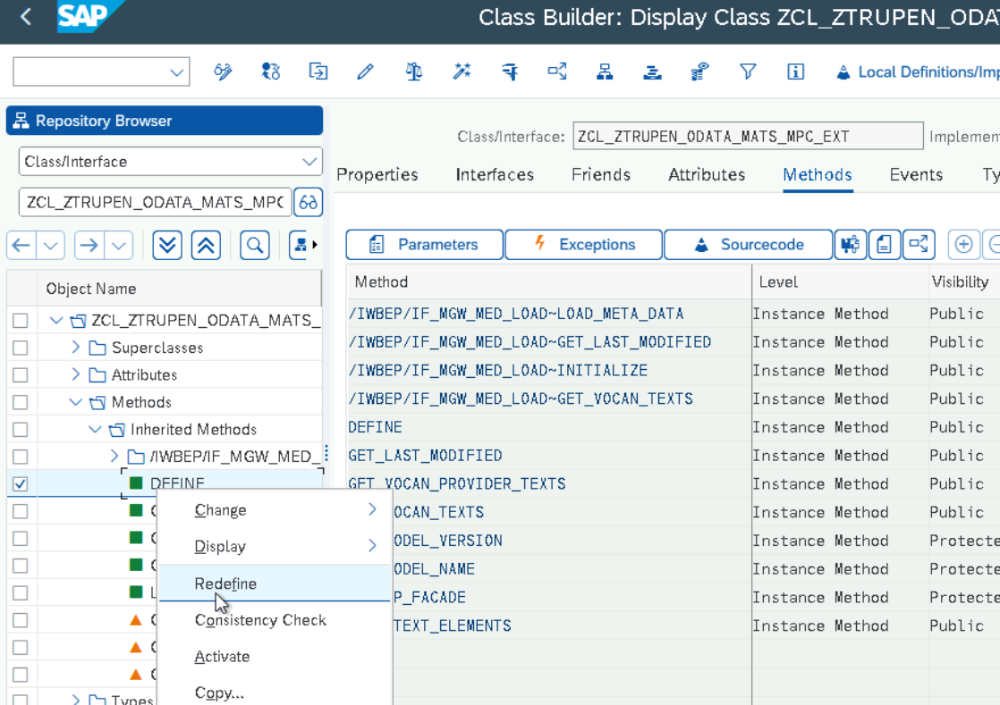 SAP
Class Builder: Display Class ZCL_ZTRUPEN_ODA
Local Definitions/Imp
Repository Browser
Class/Interface
ZCL_ZTRUPEN_ODATA_MATS_MPC
Object Name
ZCL_ZTRUPEN_ODATA_MATS_
Superclasses
Attributes
Methods
Inherited Methods
/IWBEP/IF_MGW_MED_
DEFINE
Types
Change
Display
Redefine
Consistency Check
Activate
Copy...
Class/Interface: ZCL_ZTRUPEN_ODATA_MATS_MPC_EXT Implemen
Properties Interfaces Friends Attributes Methods Events Ty
Parameters Exceptions Sourcecode
Method Level Visibility
/IWBEP/IF_MGW_MED_LOAD~LOAD_META_DATA Instance Method Public
/IWBEP/IF_MGW_MED_LOAD~GET_LAST_MODIFIED Instance Method Public
/IWBEP/IF_MGW_MED_LOAD~INITIALIZE Instance Method Public
/IWBEP/IF_MGW_MED_LOAD~GET_VOCAN_TEXTS Instance Method Public
DEFINE Instance Method Public
GET_LAST_MODIFIED Instance Method Public
GET_VOCAN_PROVIDER_TEXTS Instance Method Public
OCAN_TEXTS Instance Method Public
ODEL_VERSION Instance Method Protecte
ODEL_NAME Instance Method Protecte
P_FACADE Instance Method Protecte
TEXT_ELEMENTS Instance Method Public